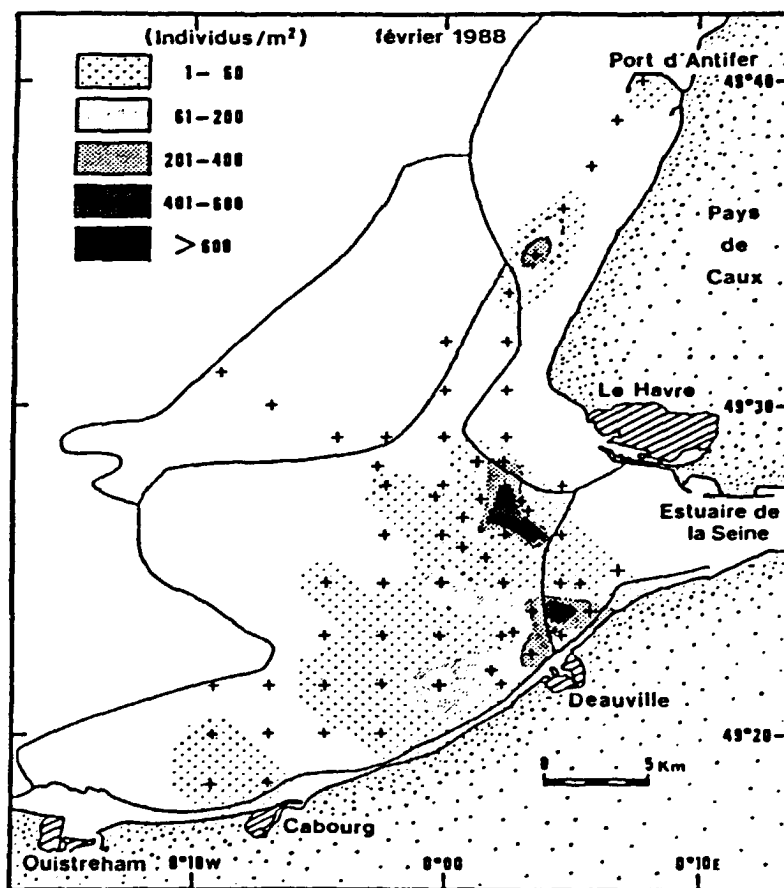 (Individus/m²) février 1988
1 – 60
61 – 200
201 – 400
401 – 600
> 600
Port d'Antifer
49°40
Pays
de
Caux
Le Havre
49°30
Estuaire de
la Seine
Deauville
49°20
0 5 Km
Cabourg
Ouistreham 0°10W 0°00 0°10E